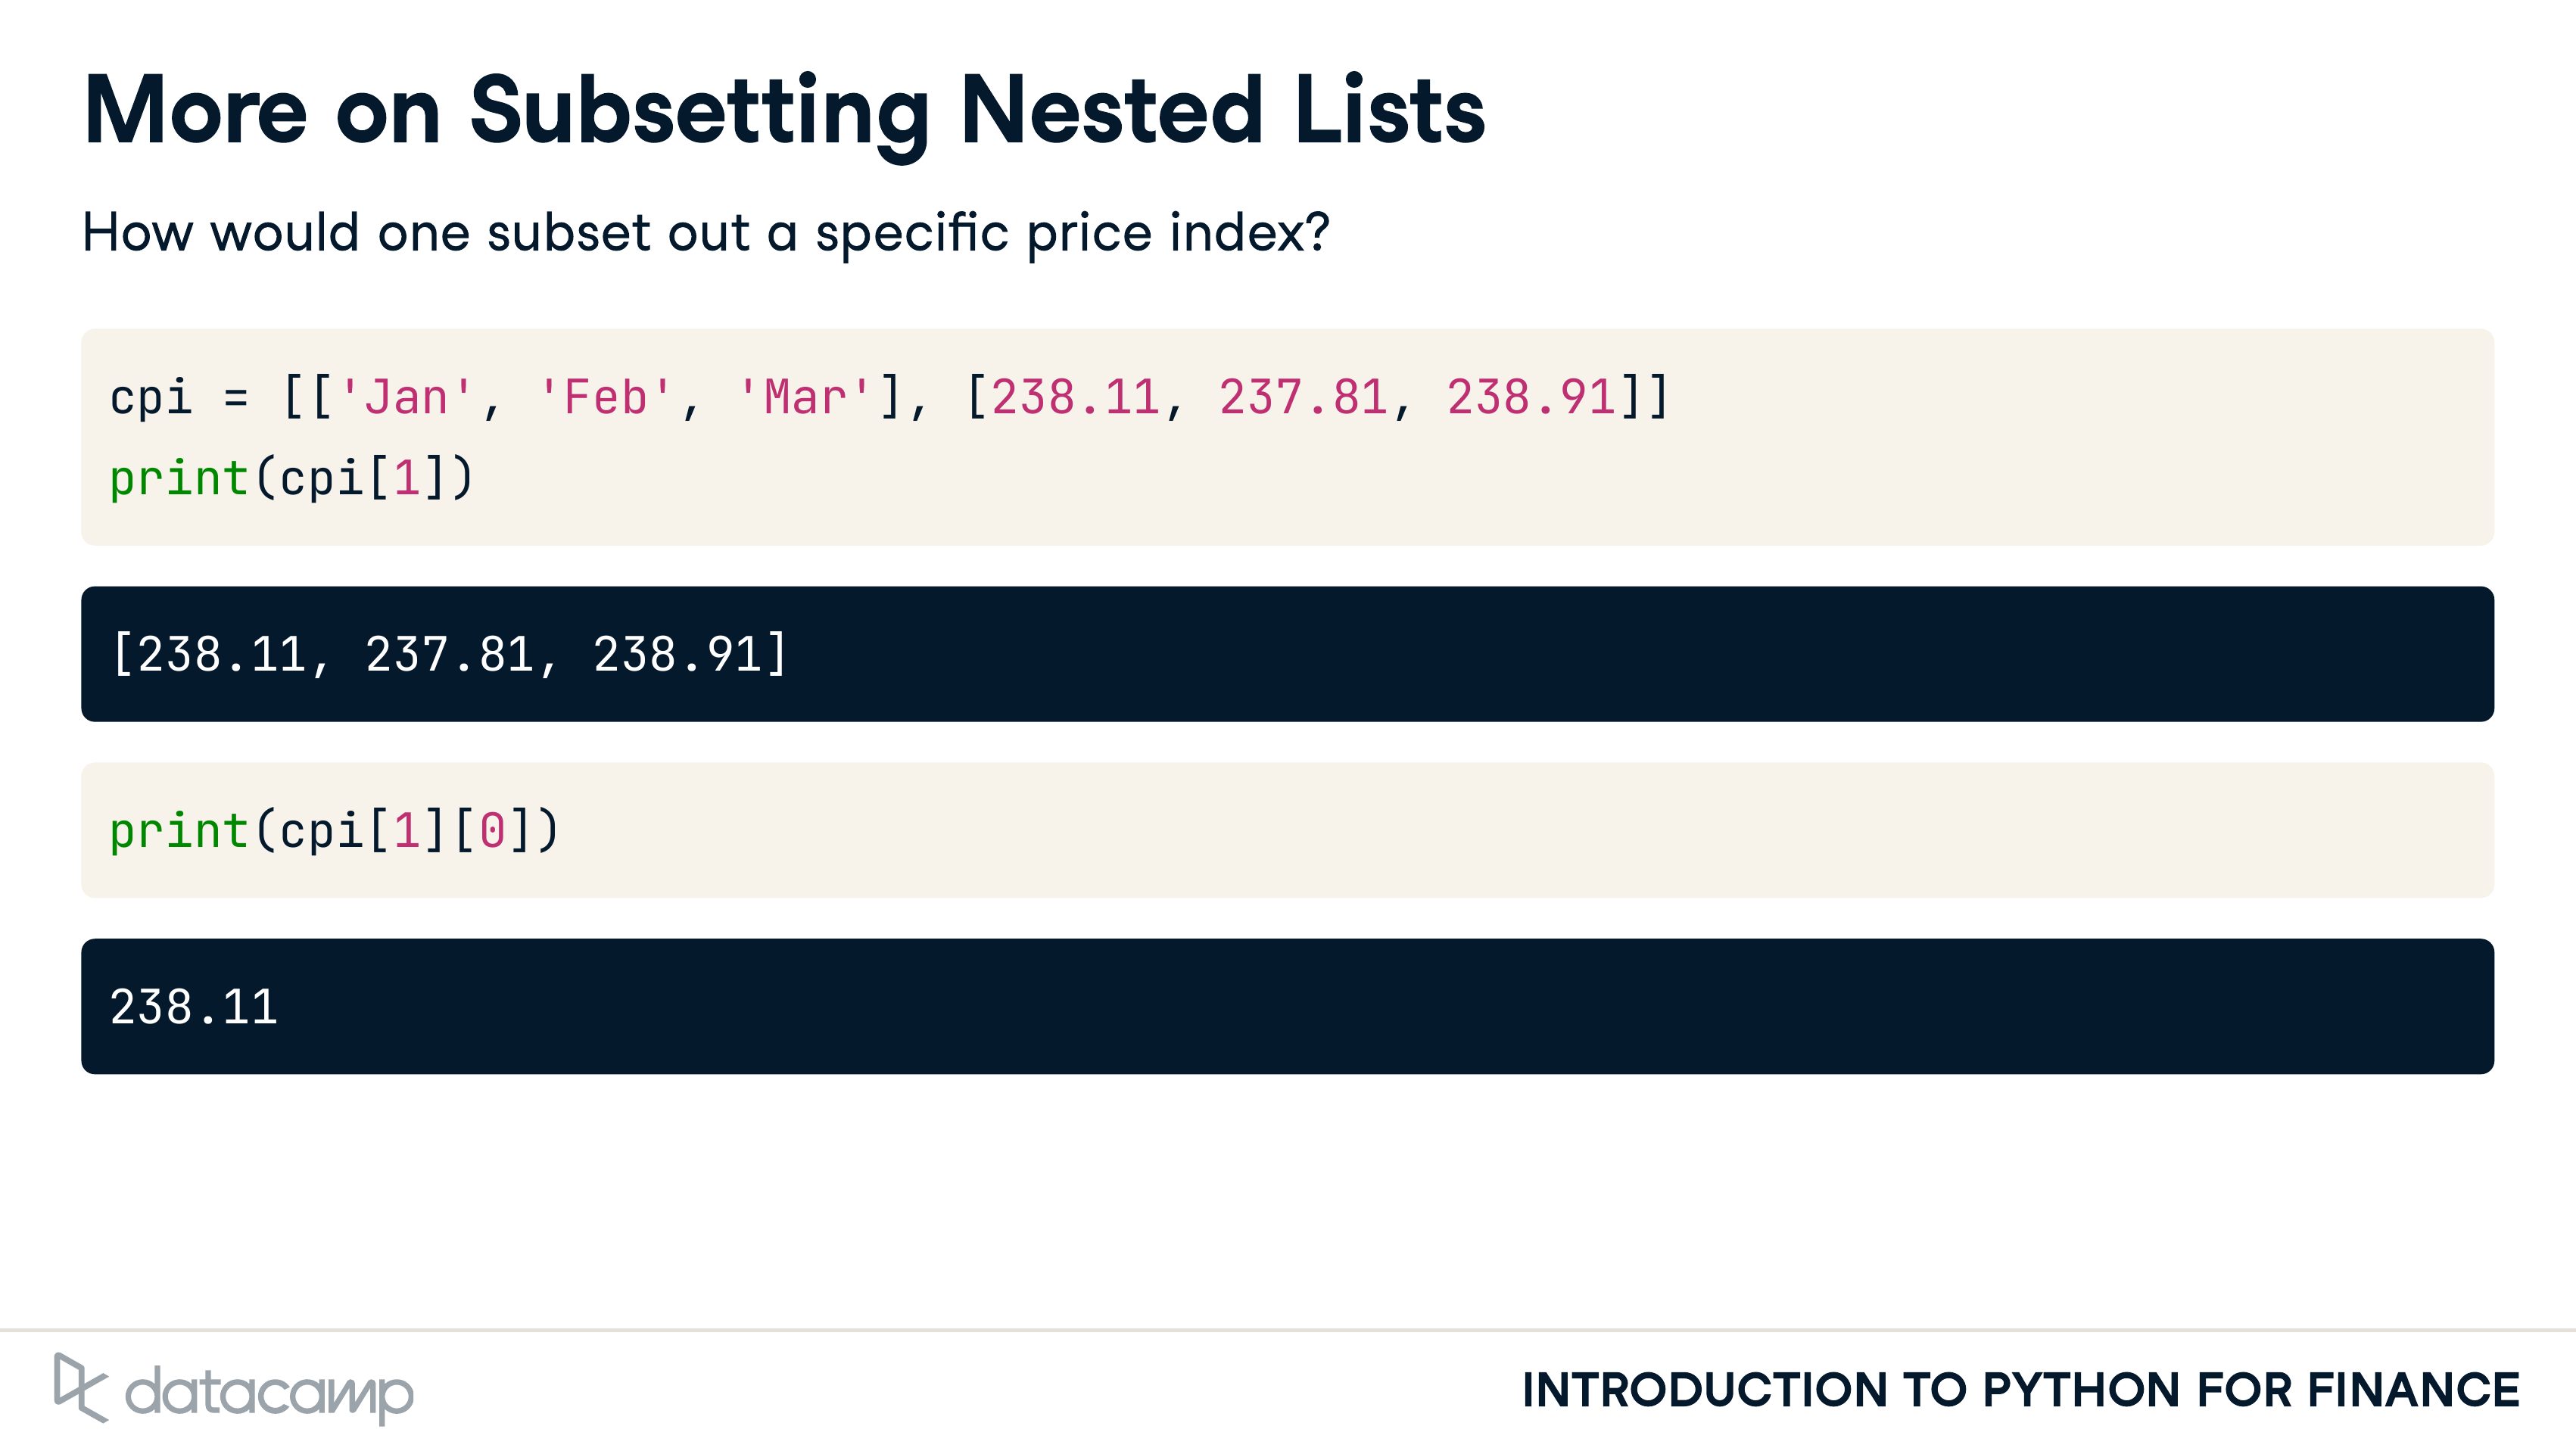 More on Subsetting Nested Lists
How would one subset out a specific price index?
cpi = [['Jan', 'Feb', 'Mar'], [238.11, 237.81, 238.91]]
print(cpi[1])
[238.11, 237.81, 238.91]
print(cpi[1][0])
238.11
datacamp
INTRODUCTION TO PYTHON FOR FINANCE